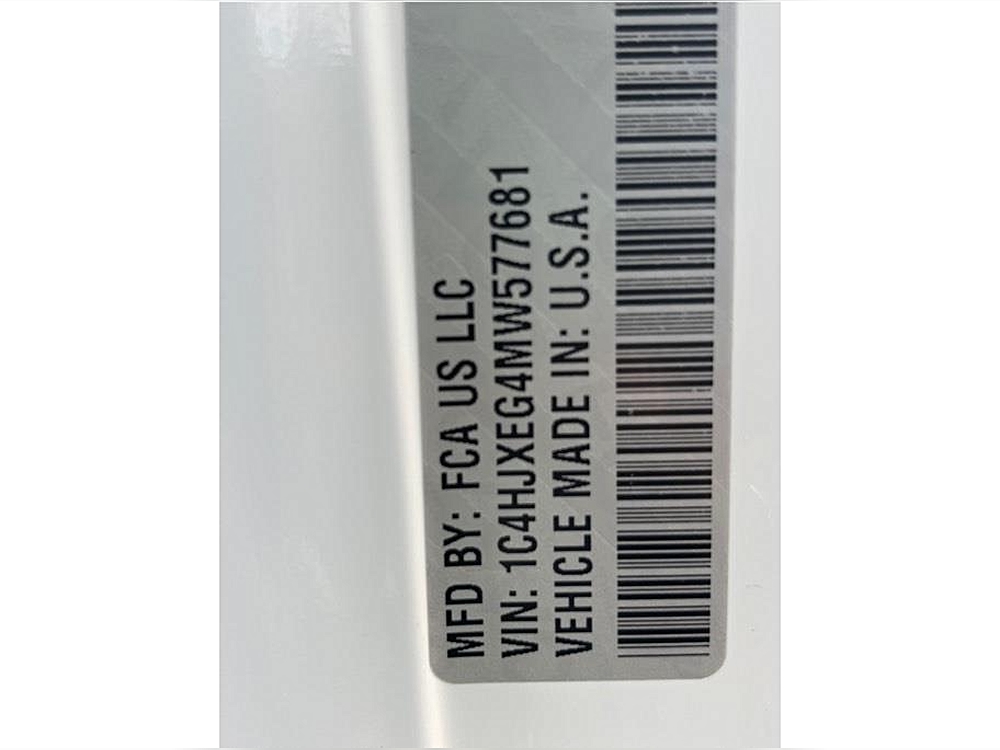 MFD BY: FCA US LLC
VIN: 1C4HJXEG4MW577681
VEHICLE MADE IN: U.S.A.